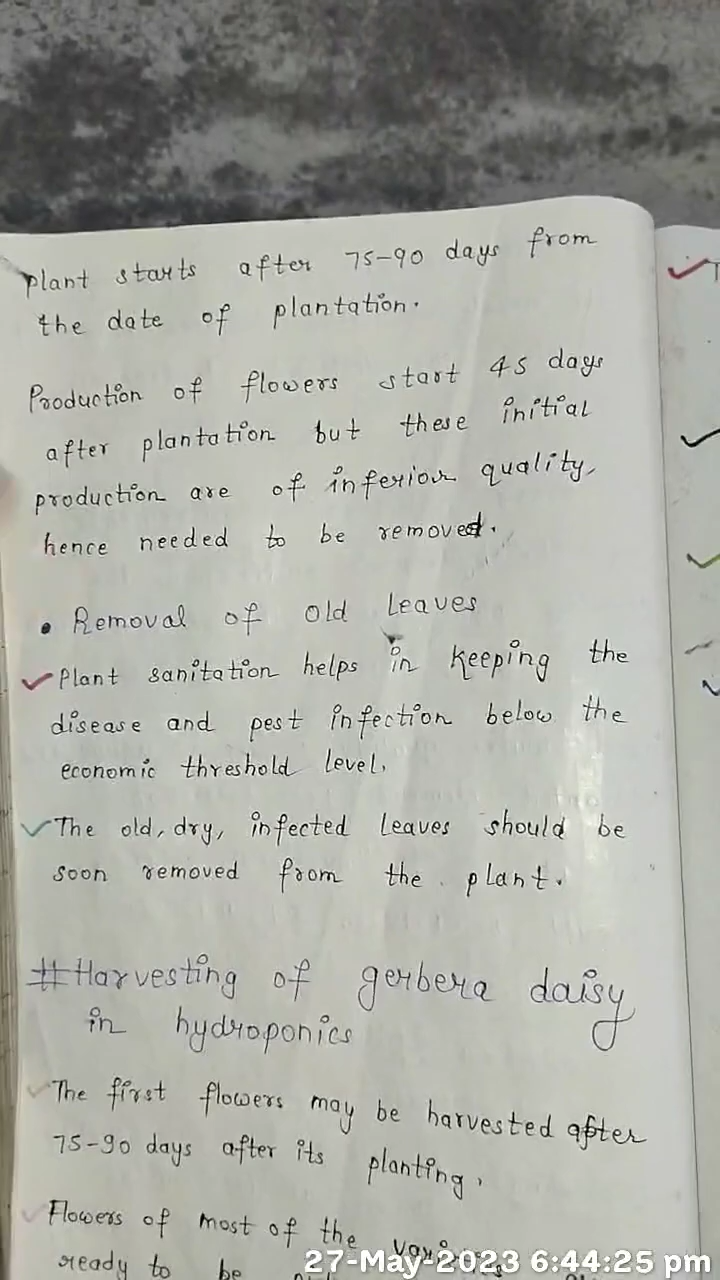 plant starts after 75-90 days from
the date of plantation.
Production of flowers start 45 days
after plantation but these initial
production are of inferior quality,
hence needed to be removed.
• Removal of old leaves
✓ Plant sanitation helps in keeping the
disease and pest infection below the
economic threshold level.
✓ The old, dry, infected leaves should be
soon removed from the plant.
# Harvesting of gerbera daisy
in hydroponics
✓ The first flowers may be harvested after
75-90 days after its planting.
✓ Flowers of most of the
ready to be
27-May-2023 6:44:25 pm